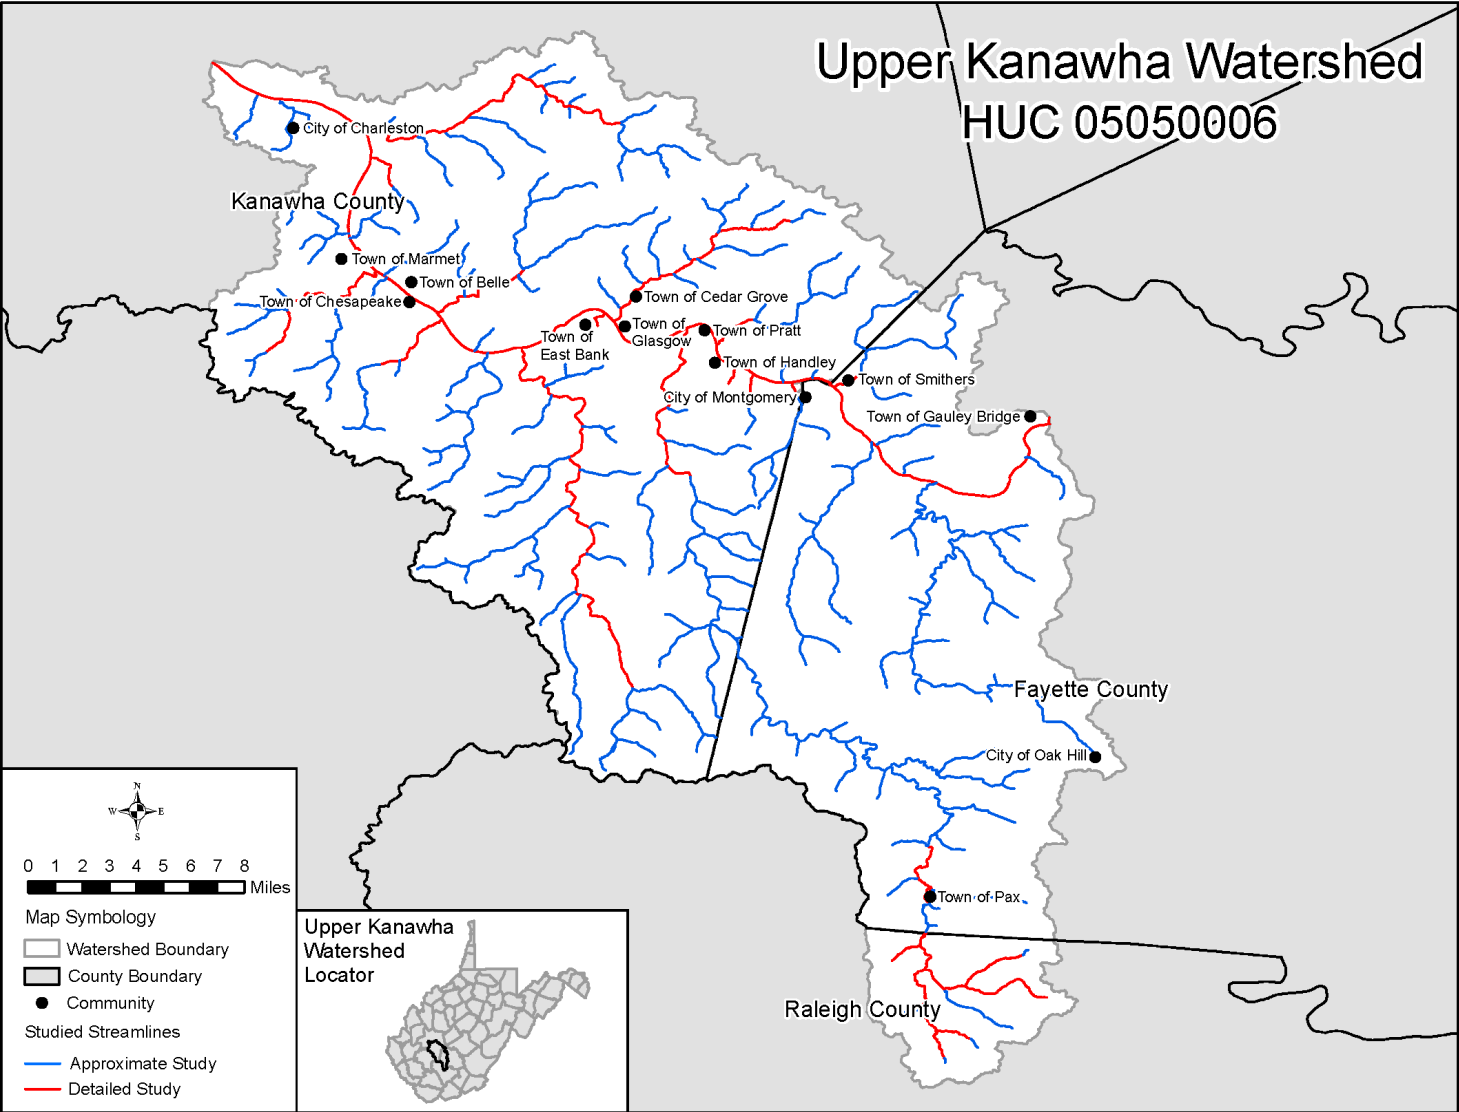 Upper Kanawha Watershed
HUC 05050006
City of Charleston
Kanawha County
Town of Marmet
Town of Belle
Town of Chesapeake
Town of Cedar Grove
Town of
East Bank
Town of
Glasgow
Town of Pratt
Town of Handley
Town of Smithers
City of Montgomery
Town of Gauley Bridge
Fayette County
City of Oak Hill
Town of Pax
Raleigh County
N
W E
S
0 1 2 3 4 5 6 7 8
Miles
Map Symbology
Watershed Boundary
County Boundary
Community
Studied Streamlines
Approximate Study
Detailed Study
Upper Kanawha
Watershed
Locator